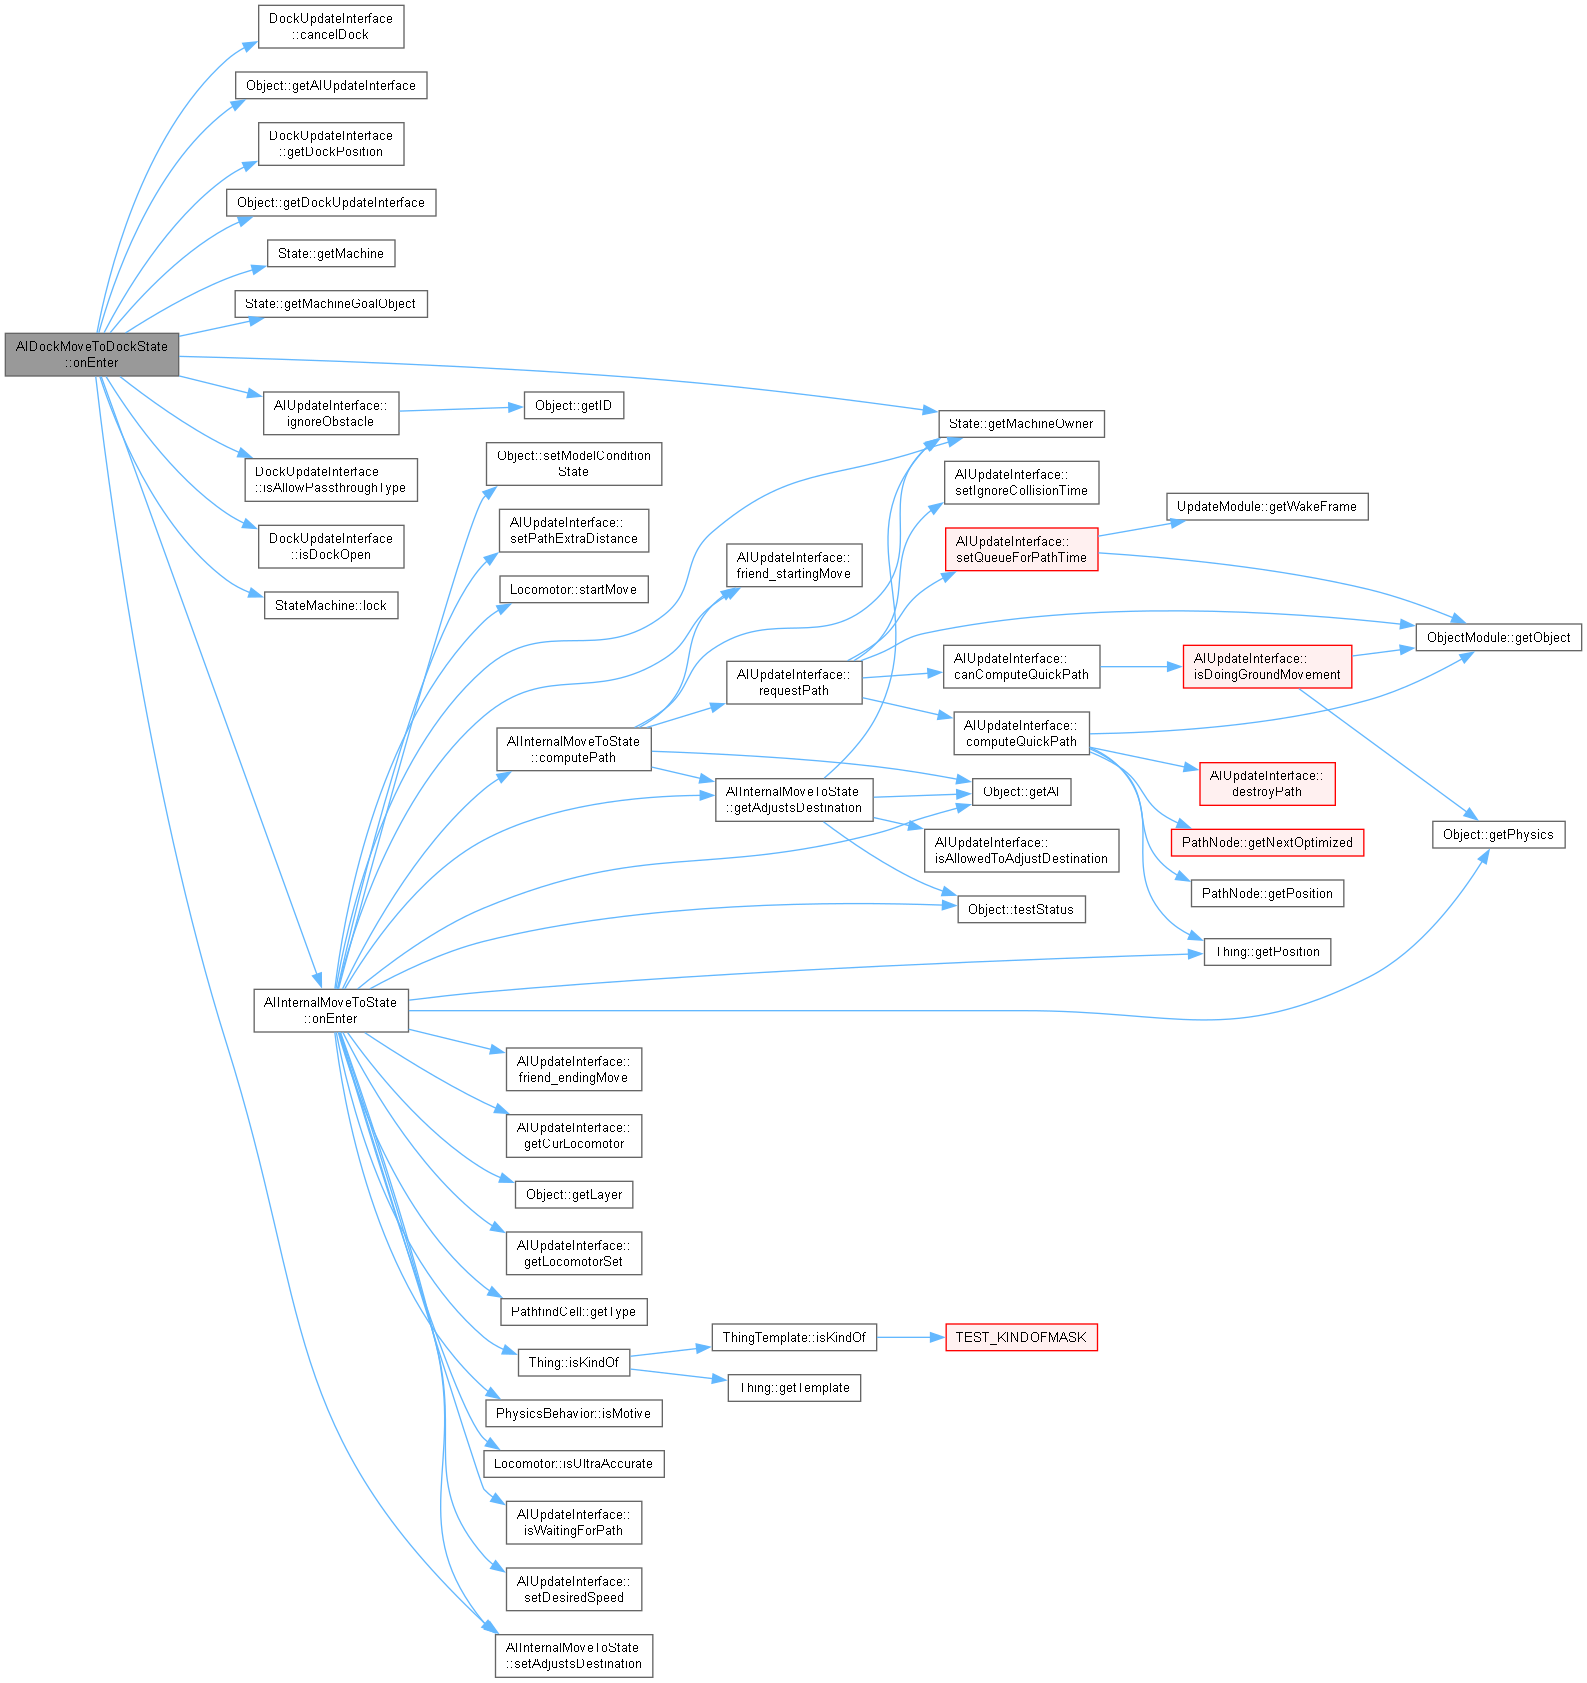 DockUpdateInterface
::cancelDock
Object::getAIUpdateInterface
DockUpdateInterface
::getDockPosition
Object::getDockUpdateInterface
State::getMachine
State::getMachineGoalObject
AIDockMoveToDockState
::onEnter
AIUpdateInterface::
ignoreObstacle
Object::getID
State::getMachineOwner
DockUpdateInterface
::isAllowPassthroughType
Object::setModelCondition
State
AIUpdateInterface::
setIgnoreCollisionTime
UpdateModule::getWakeFrame
DockUpdateInterface
::isDockOpen
AIUpdateInterface::
setPathExtraDistance
AIUpdateInterface::
setQueueForPathTime
AIUpdateInterface::
friend_startingMove
Locomotor::startMove
StateMachine::lock
ObjectModule::getObject
AIUpdateInterface::
requestPath
AIUpdateInterface::
canComputeQuickPath
AIUpdateInterface::
isDoingGroundMovement
AIInternalMoveToState
::computePath
AIUpdateInterface::
computeQuickPath
AIUpdateInterface::
destroyPath
AIInternalMoveToState
::getAdjustsDestination
Object::getAI
Object::getPhysics
PathNode::getNextOptimized
AIUpdateInterface::
isAllowedToAdjustDestination
PathNode::getPosition
Object::testStatus
Thing::getPosition
AIInternalMoveToState
::onEnter
AIUpdateInterface::
friend_endingMove
AIUpdateInterface::
getCurLocomotor
Object::getLayer
AIUpdateInterface::
getLocomotorSet
PathfindCell::getType
Thing::isKindOf
ThingTemplate::isKindOf
TEST_KINDOFMASK
Thing::getTemplate
PhysicsBehavior::isMotive
Locomotor::isUltraAccurate
AIUpdateInterface::
isWaitingForPath
AIUpdateInterface::
setDesiredSpeed
AIInternalMoveToState
::setAdjustsDestination